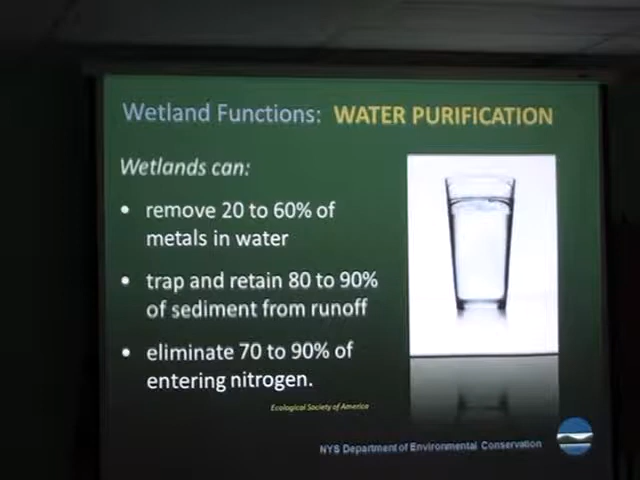 Wetland Functions: WATER PURIFICATION
Wetlands can:
• remove 20 to 60% of
metals in water
• trap and retain 80 to 90%
of sediment from runoff
• eliminate 70 to 90% of
entering nitrogen.
Ecological Society of America
NYS Department of Environmental Conservation